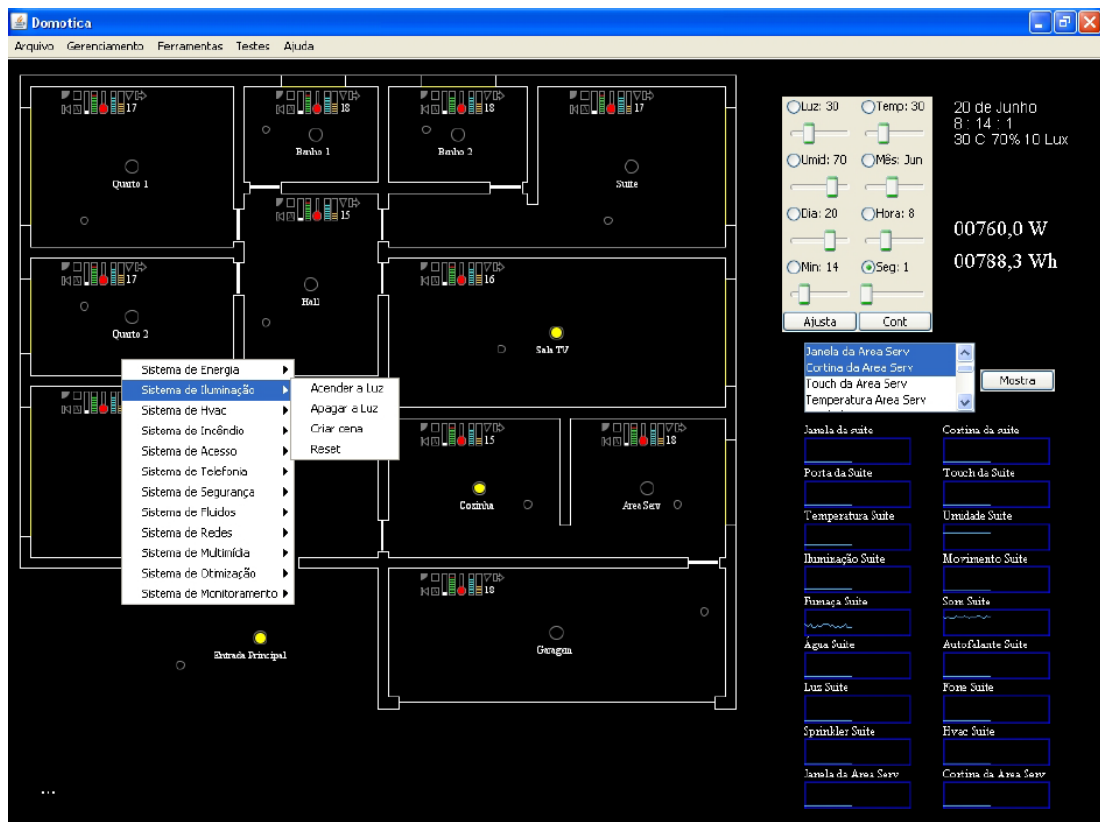 Domotica
Arquivo Gerenciamento Ferramentas Testes Ajuda
17
18
18
17
Quarto 1
Banho 1
Banho 2
Suite
15
17
16
Quarto 2
Hall
Sala TV
Sistema de Energia
Sistema de Iluminação
Sistema de Hvac
Sistema de Incêndio
Sistema de Acesso
Sistema de Telefonia
Sistema de Segurança
Sistema de Fluidos
Sistema de Redes
Sistema de Multimídia
Sistema de Otimização
Sistema de Monitoramento
Acender a Luz
Apagar a Luz
Criar cena
Reset
15
18
Cozinha
Area Serv
18
Garagem
Entrada Principal
...
Luz: 30 Temp: 30
Umid: 70 Mês: Jun
Dia: 20 Hora: 8
Min: 14 Seg: 1
Ajusta Cont
20 de Junho
8 : 14 : 1
30 C 70% 10 Lux
00760,0 W
00788,3 Wh
Janela da Area Serv
Cortina da Area Serv
Touch da Area Serv
Temperatura Area Serv
Mostra
Janela da suite Cortina da suite
Porta da Suite Touch da Suite
Temperatura Suite Umidade Suite
Iluminação Suite Movimento Suite
Fumaça Suite Som Suite
Água Suite Autofalante Suite
Luz Suite Fone Suite
Sprinkler Suite Hvac Suite
Janela da Area Serv Cortina da Area Serv